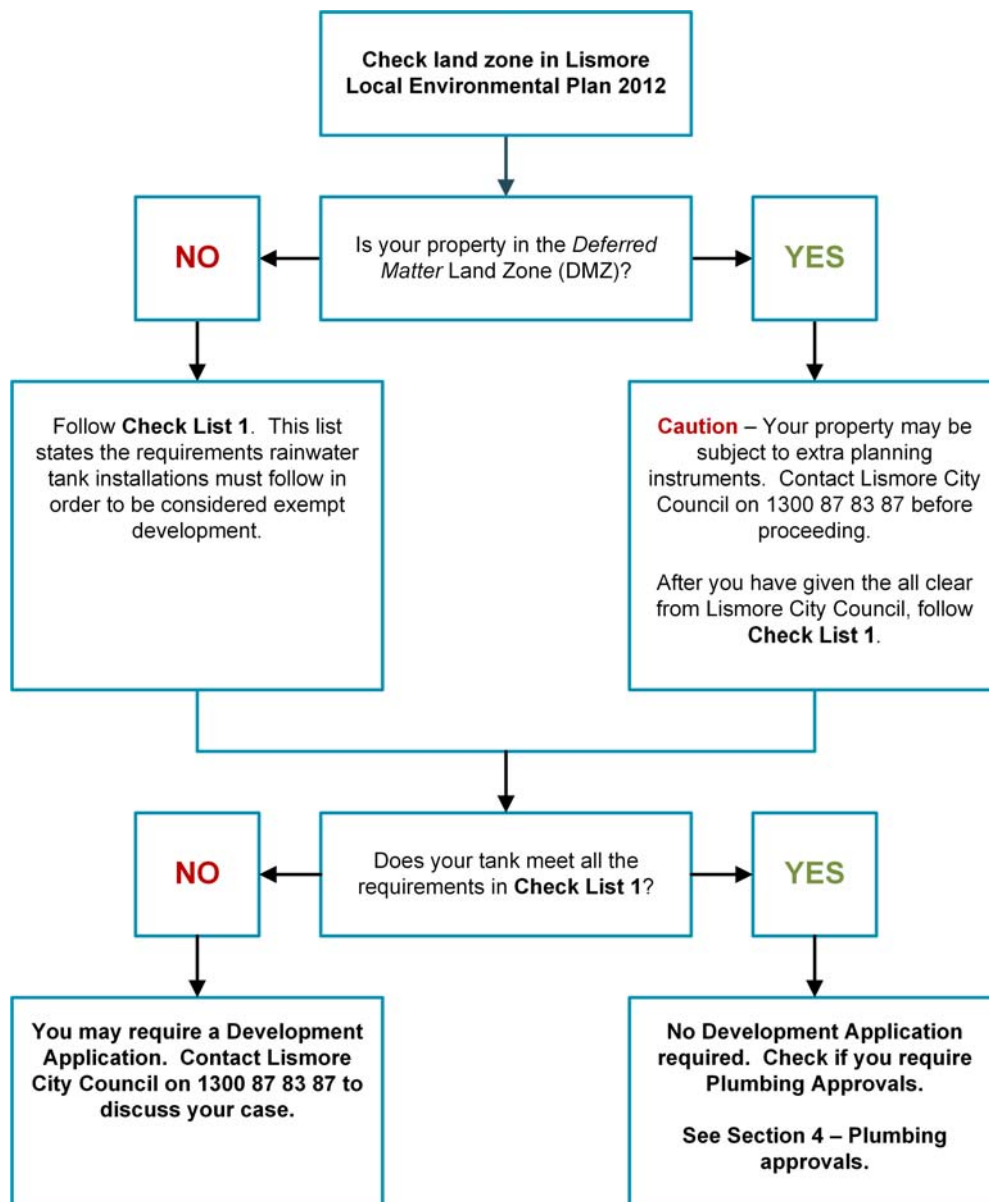 Check land zone in Lismore
Local Environmental Plan 2012
NO
Is your property in the Deferred
Matter Land Zone (DMZ)?
YES
Follow Check List 1.  This list
states the requirements rainwater
tank installations must follow in
order to be considered exempt
development.
Caution – Your property may be
subject to extra planning
instruments.  Contact Lismore City
Council on 1300 87 83 87 before
proceeding.
After you have given the all clear
from Lismore City Council, follow
Check List 1.
NO
Does your tank meet all the
requirements in Check List 1?
YES
You may require a Development
Application.  Contact Lismore
City Council on 1300 87 83 87 to
discuss your case.
No Development Application
required.  Check if you require
Plumbing Approvals.
See Section 4 – Plumbing
approvals.